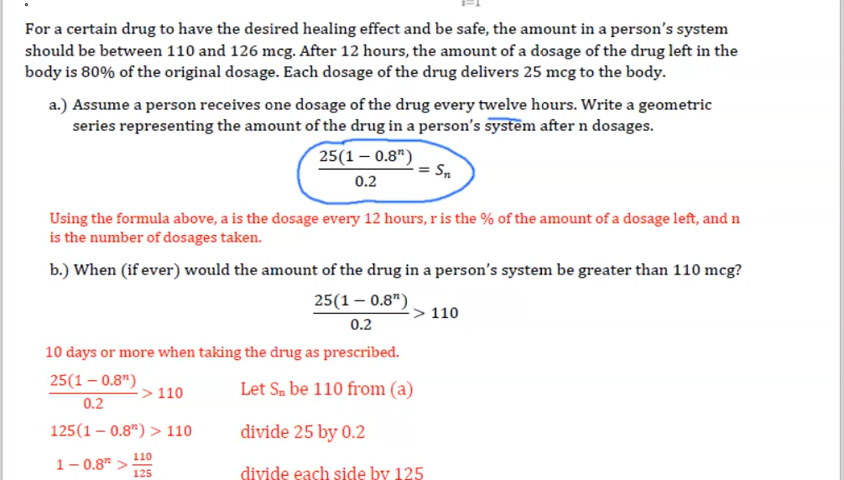 i=1
For a certain drug to have the desired healing effect and be safe, the amount in a person's system
should be between 110 and 126 mcg. After 12 hours, the amount of a dosage of the drug left in the
body is 80% of the original dosage. Each dosage of the drug delivers 25 mcg to the body.
a.) Assume a person receives one dosage of the drug every twelve hours. Write a geometric
series representing the amount of the drug in a person's system after n dosages.
25(1 − 0.8ⁿ)
/ 0.2 = Sₙ
Using the formula above, a is the dosage every 12 hours, r is the % of the amount of a dosage left, and n
is the number of dosages taken.
b.) When (if ever) would the amount of the drug in a person's system be greater than 110 mcg?
25(1 − 0.8ⁿ)
/ 0.2 > 110
10 days or more when taking the drug as prescribed.
25(1 − 0.8ⁿ)
/ 0.2 > 110 Let Sₙ be 110 from (a)
125(1 − 0.8ⁿ) > 110 divide 25 by 0.2
1 − 0.8ⁿ > 110/125 divide each side by 125